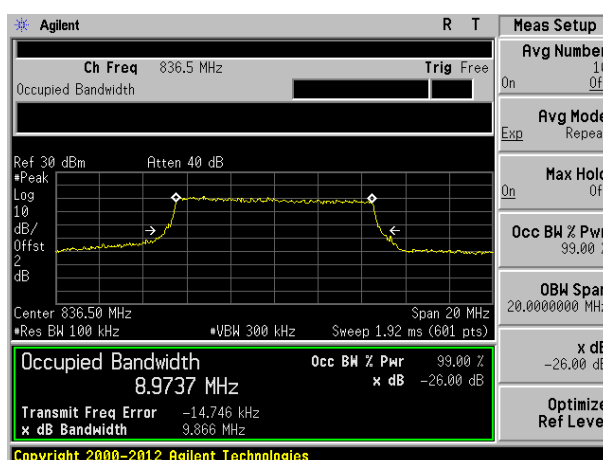 Agilent R T
Ch Freq 836.5 MHz Trig Free
Occupied Bandwidth
Ref 30 dBm Atten 40 dB
#Peak
Log
10
dB/
Offst
2
dB
Center 836.50 MHz Span 20 MHz
#Res BW 100 kHz #VBW 300 kHz Sweep 1.92 ms (601 pts)
Occupied Bandwidth Occ BW % Pwr 99.00 %
8.9737 MHz x dB -26.00 dB
Transmit Freq Error -14.746 kHz
x dB Bandwidth 9.866 MHz
Copyright 2000-2012 Agilent Technologies
Meas Setup
Avg Number
10
On Of
Avg Mode
Exp Repea
Max Hold
On Of
Occ BW % Pwr
99.00 %
OBW Span
20.0000000 MHz
x dB
-26.00 dB
Optimize
Ref Leve